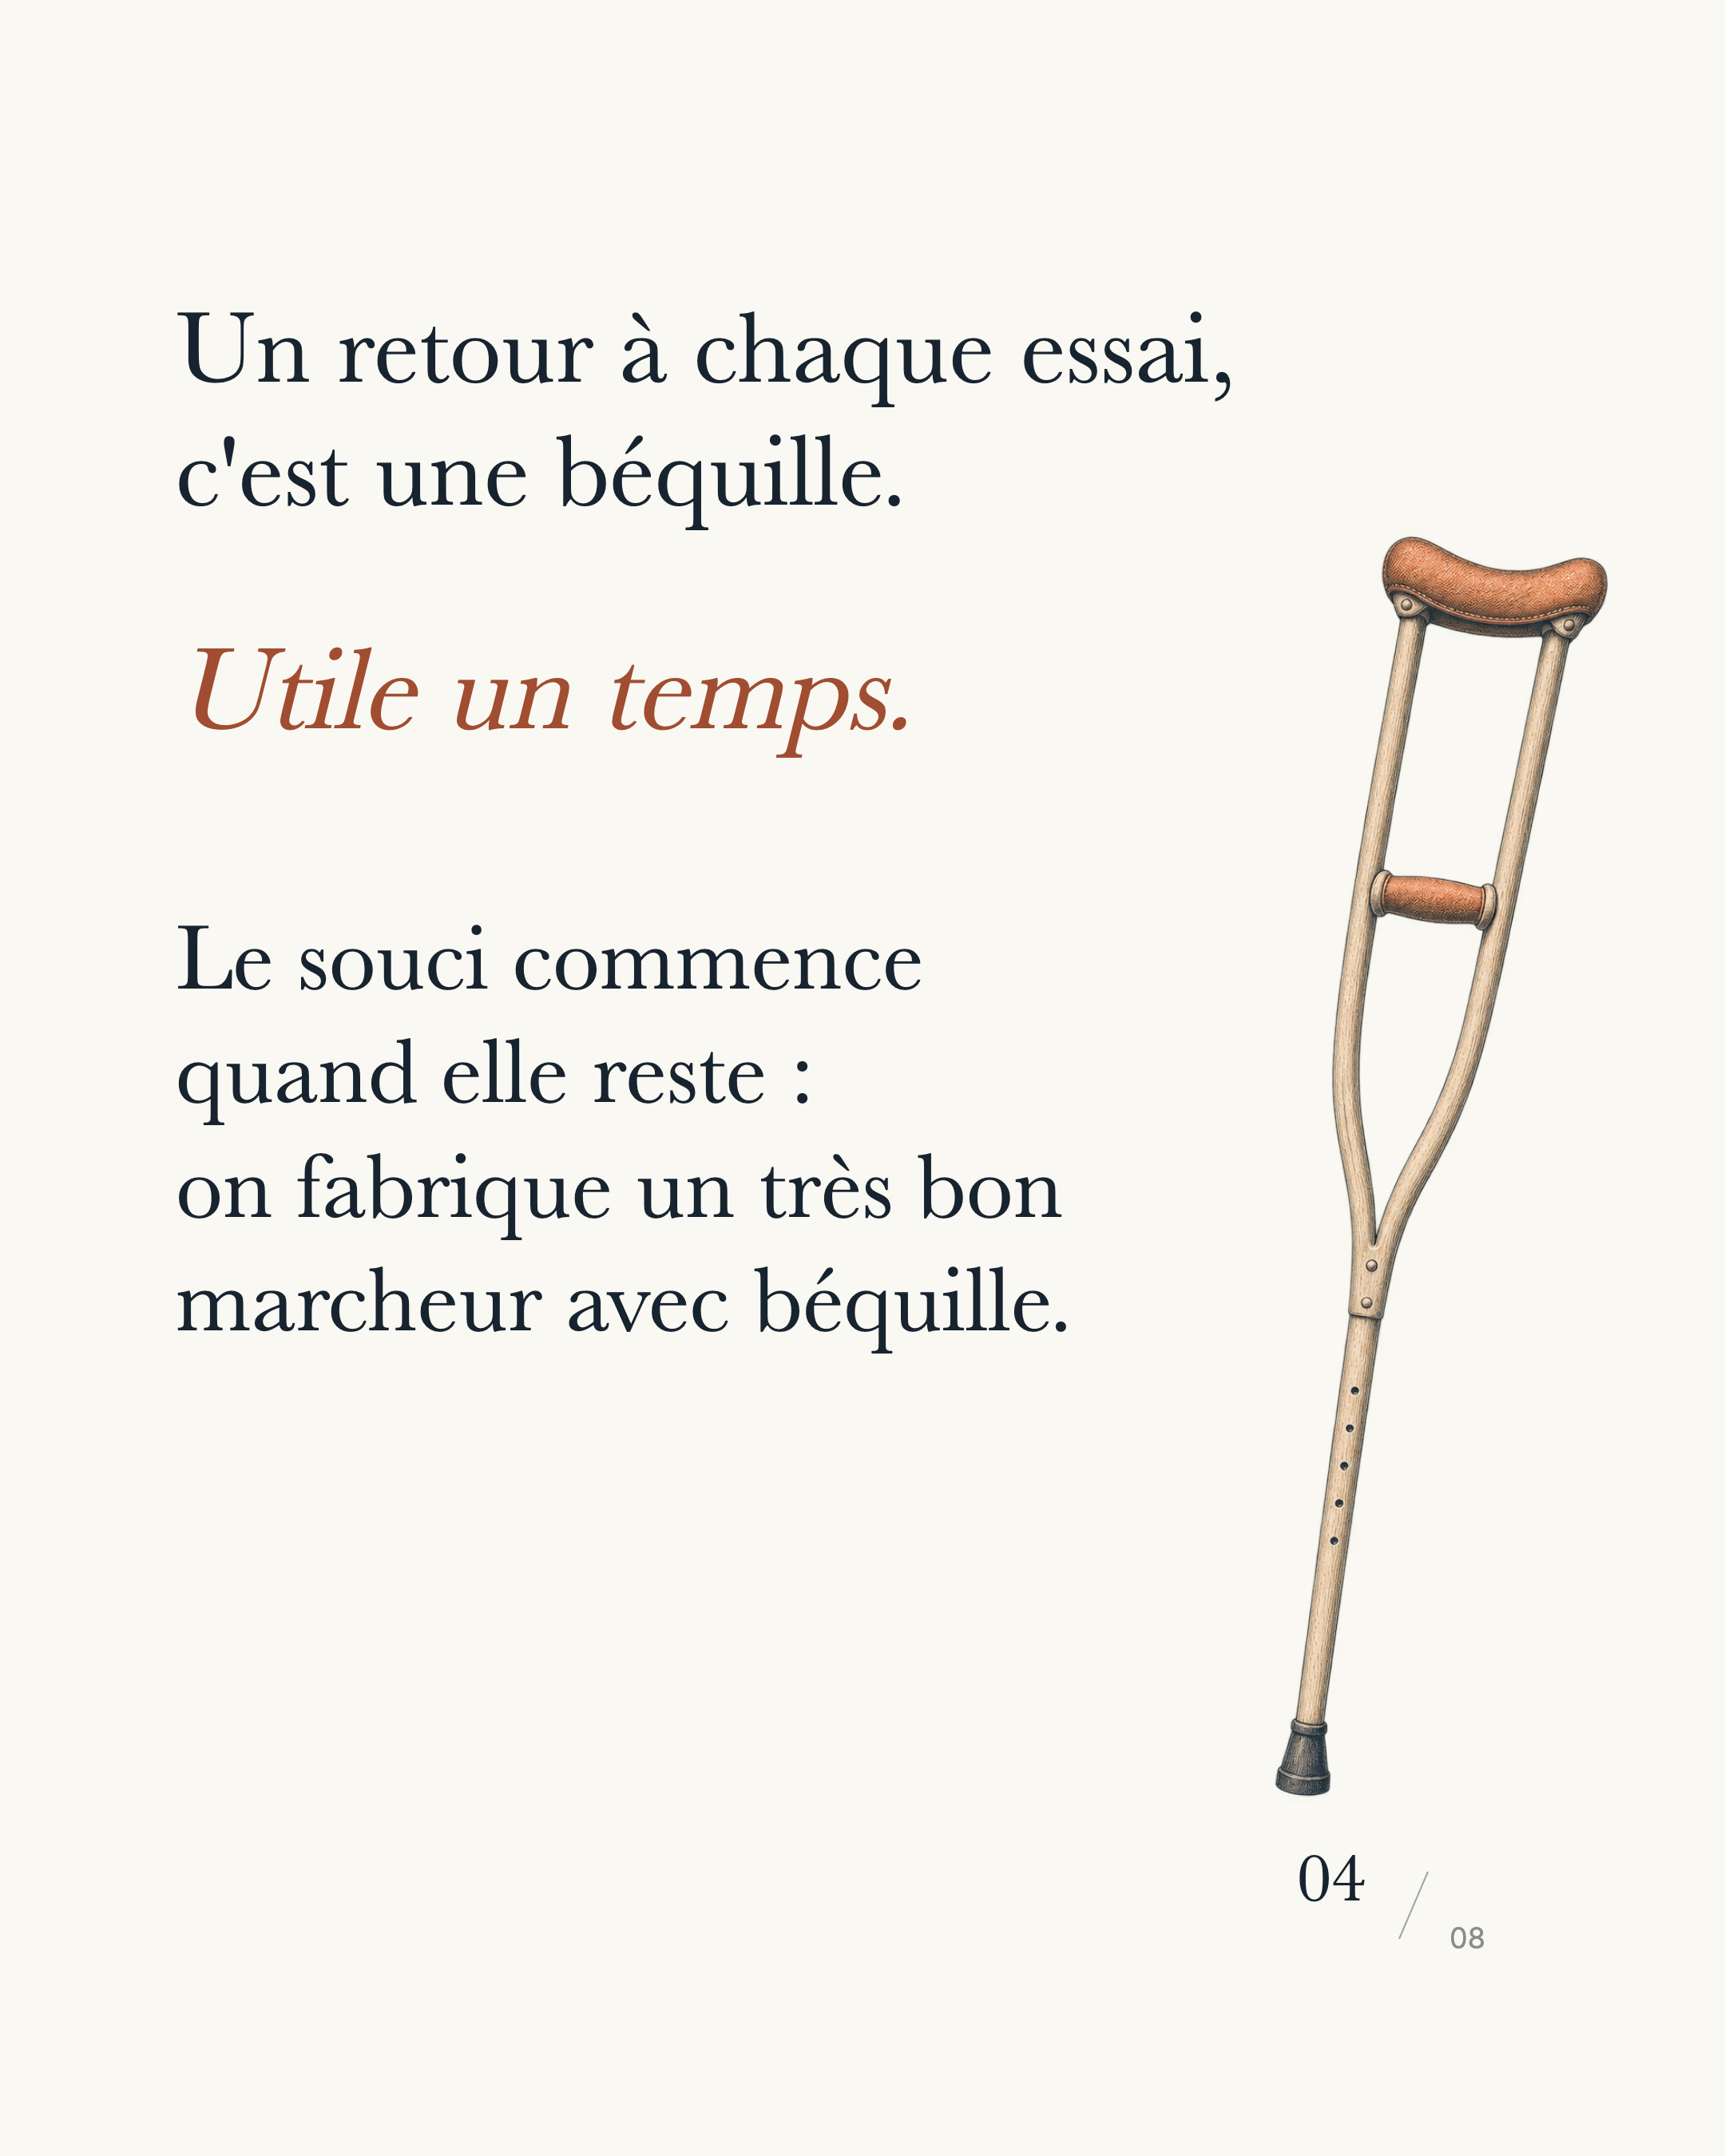 Un retour à chaque essai,
c'est une béquille.
Utile un temps.
Le souci commence
quand elle reste :
on fabrique un très bon
marcheur avec béquille.
04 / 08